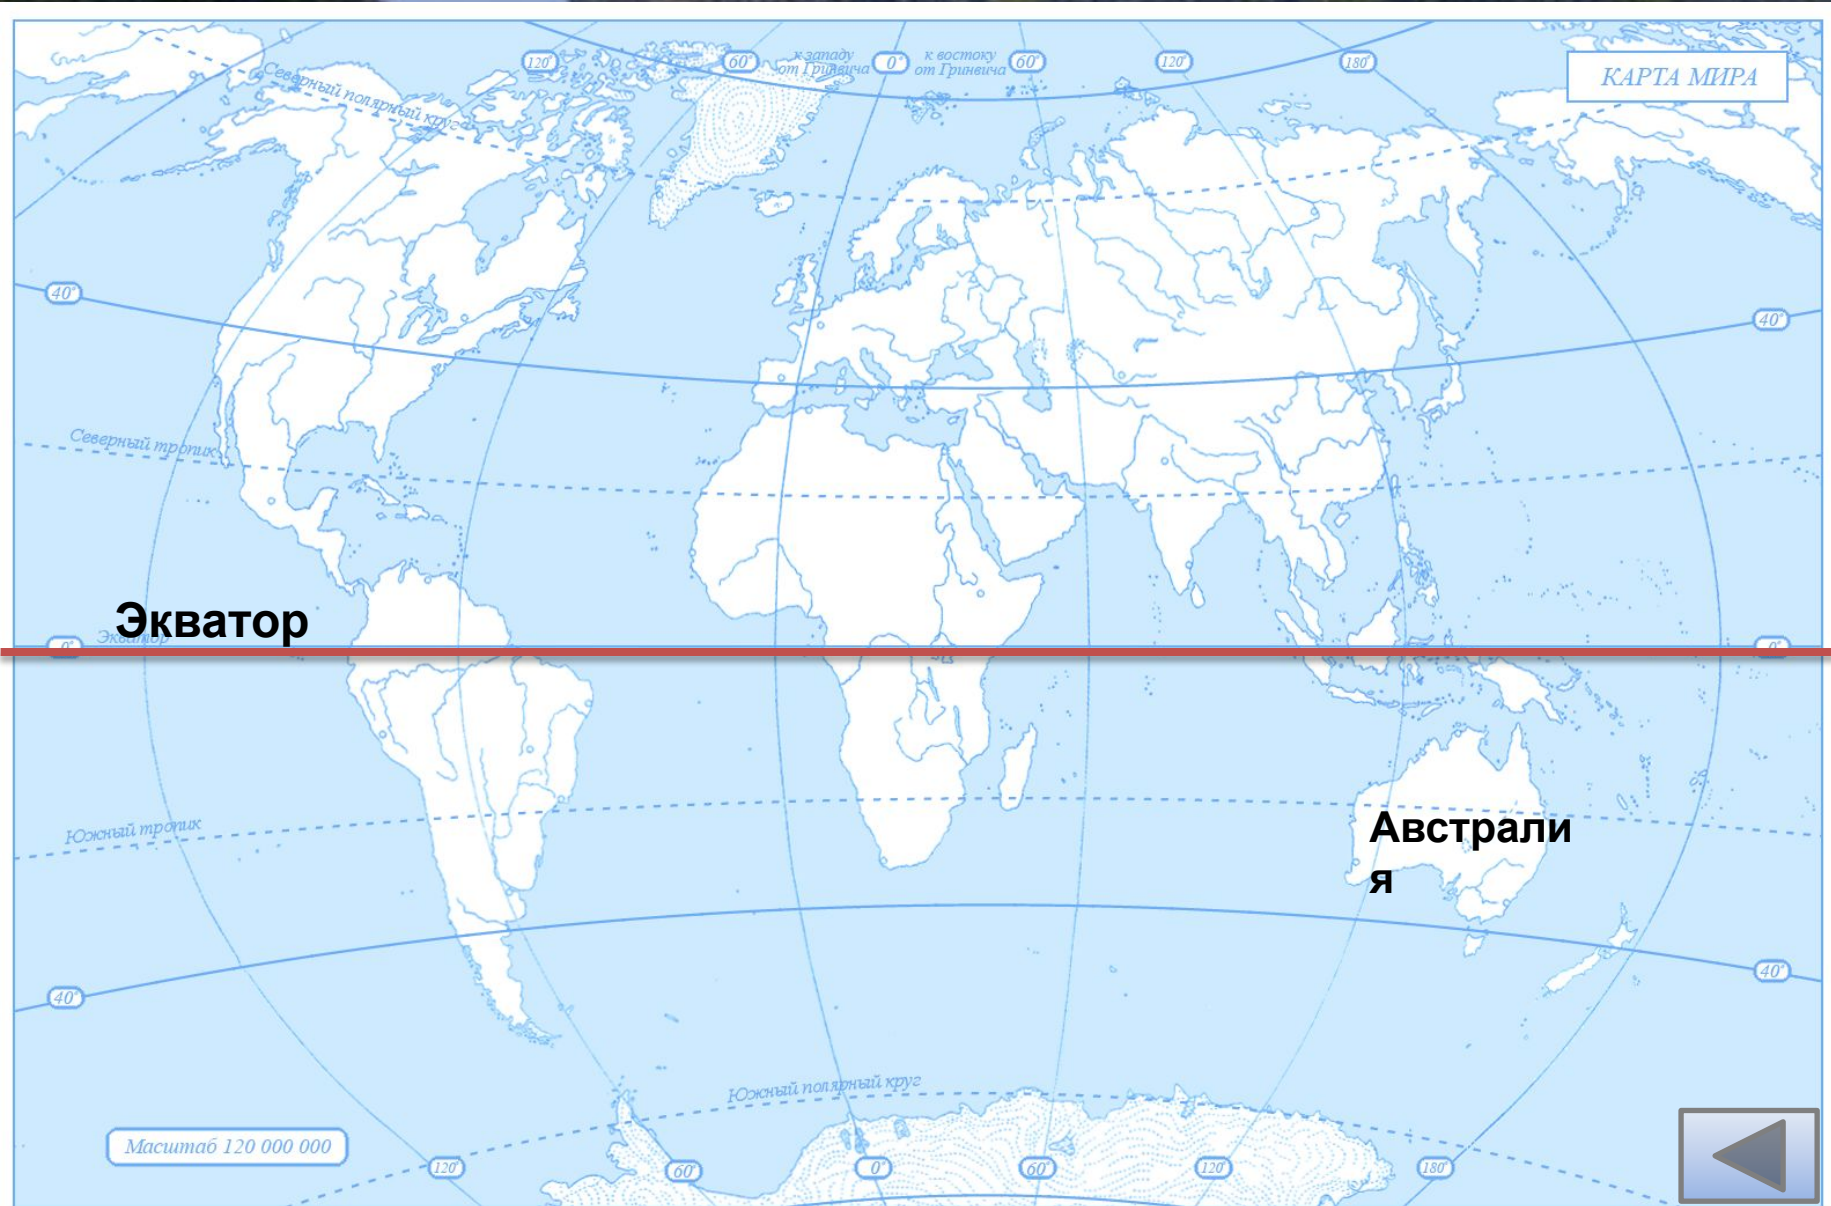 120°
60°
к западу
от Гринвича
0°
к востоку
от Гринвича
60°
120°
180°
КАРТА МИРА
Северный полярный круг
40°
40°
Северный тропик
Экватор
Экватор
0°
0°
Южный тропик
Австрали
я
40°
40°
Южный полярный круг
Масштаб 120 000 000
120°
60°
0°
60°
120°
180°